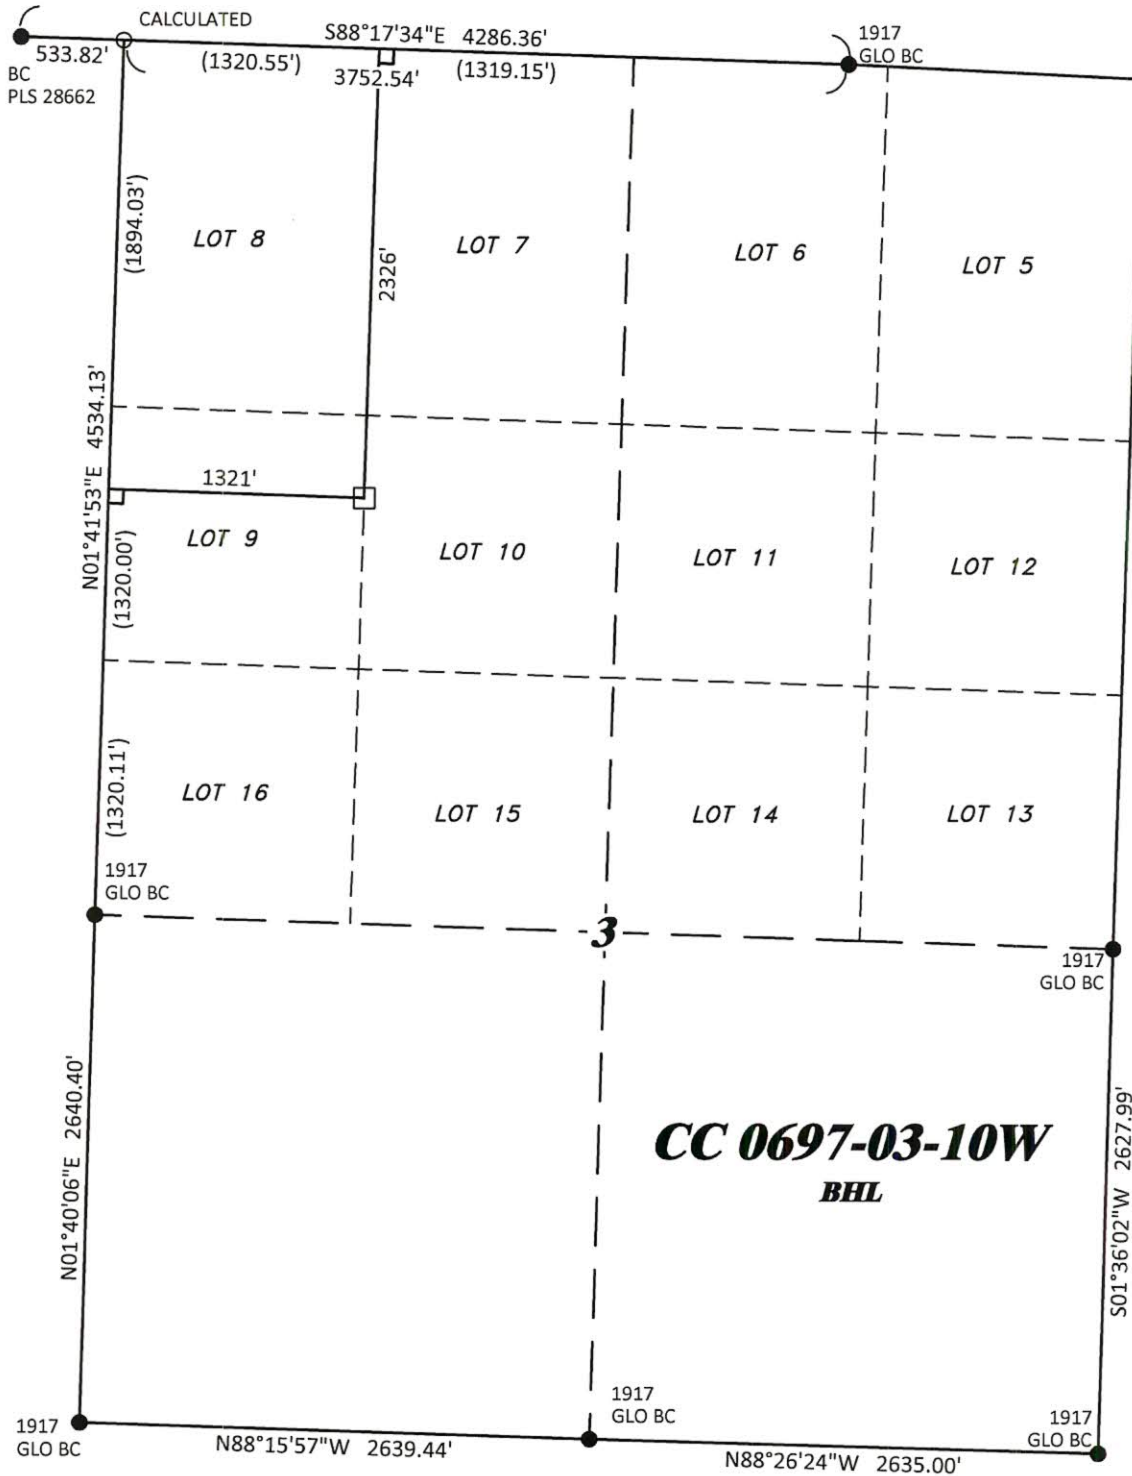 CALCULATED
S88°17'34"E 4286.36'
1917
GLO BC
533.82'
(1320.55')
3752.54'
(1319.15')
BC
PLS 28662
(1894.03')
LOT 8
LOT 7
LOT 6
LOT 5
2326'
N01°41'53"E 4534.13'
1321'
LOT 9
LOT 10
LOT 11
LOT 12
(1320.00')
(1320.11')
LOT 16
LOT 15
LOT 14
LOT 13
1917
GLO BC
3
1917
GLO BC
N01°40'06"E 2640.40'
CC 0697-03-10W
BHL
S01°36'02"W 2627.99'
1917
GLO BC
1917
GLO BC
1917
GLO BC
N88°15'57"W 2639.44'
N88°26'24"W 2635.00'